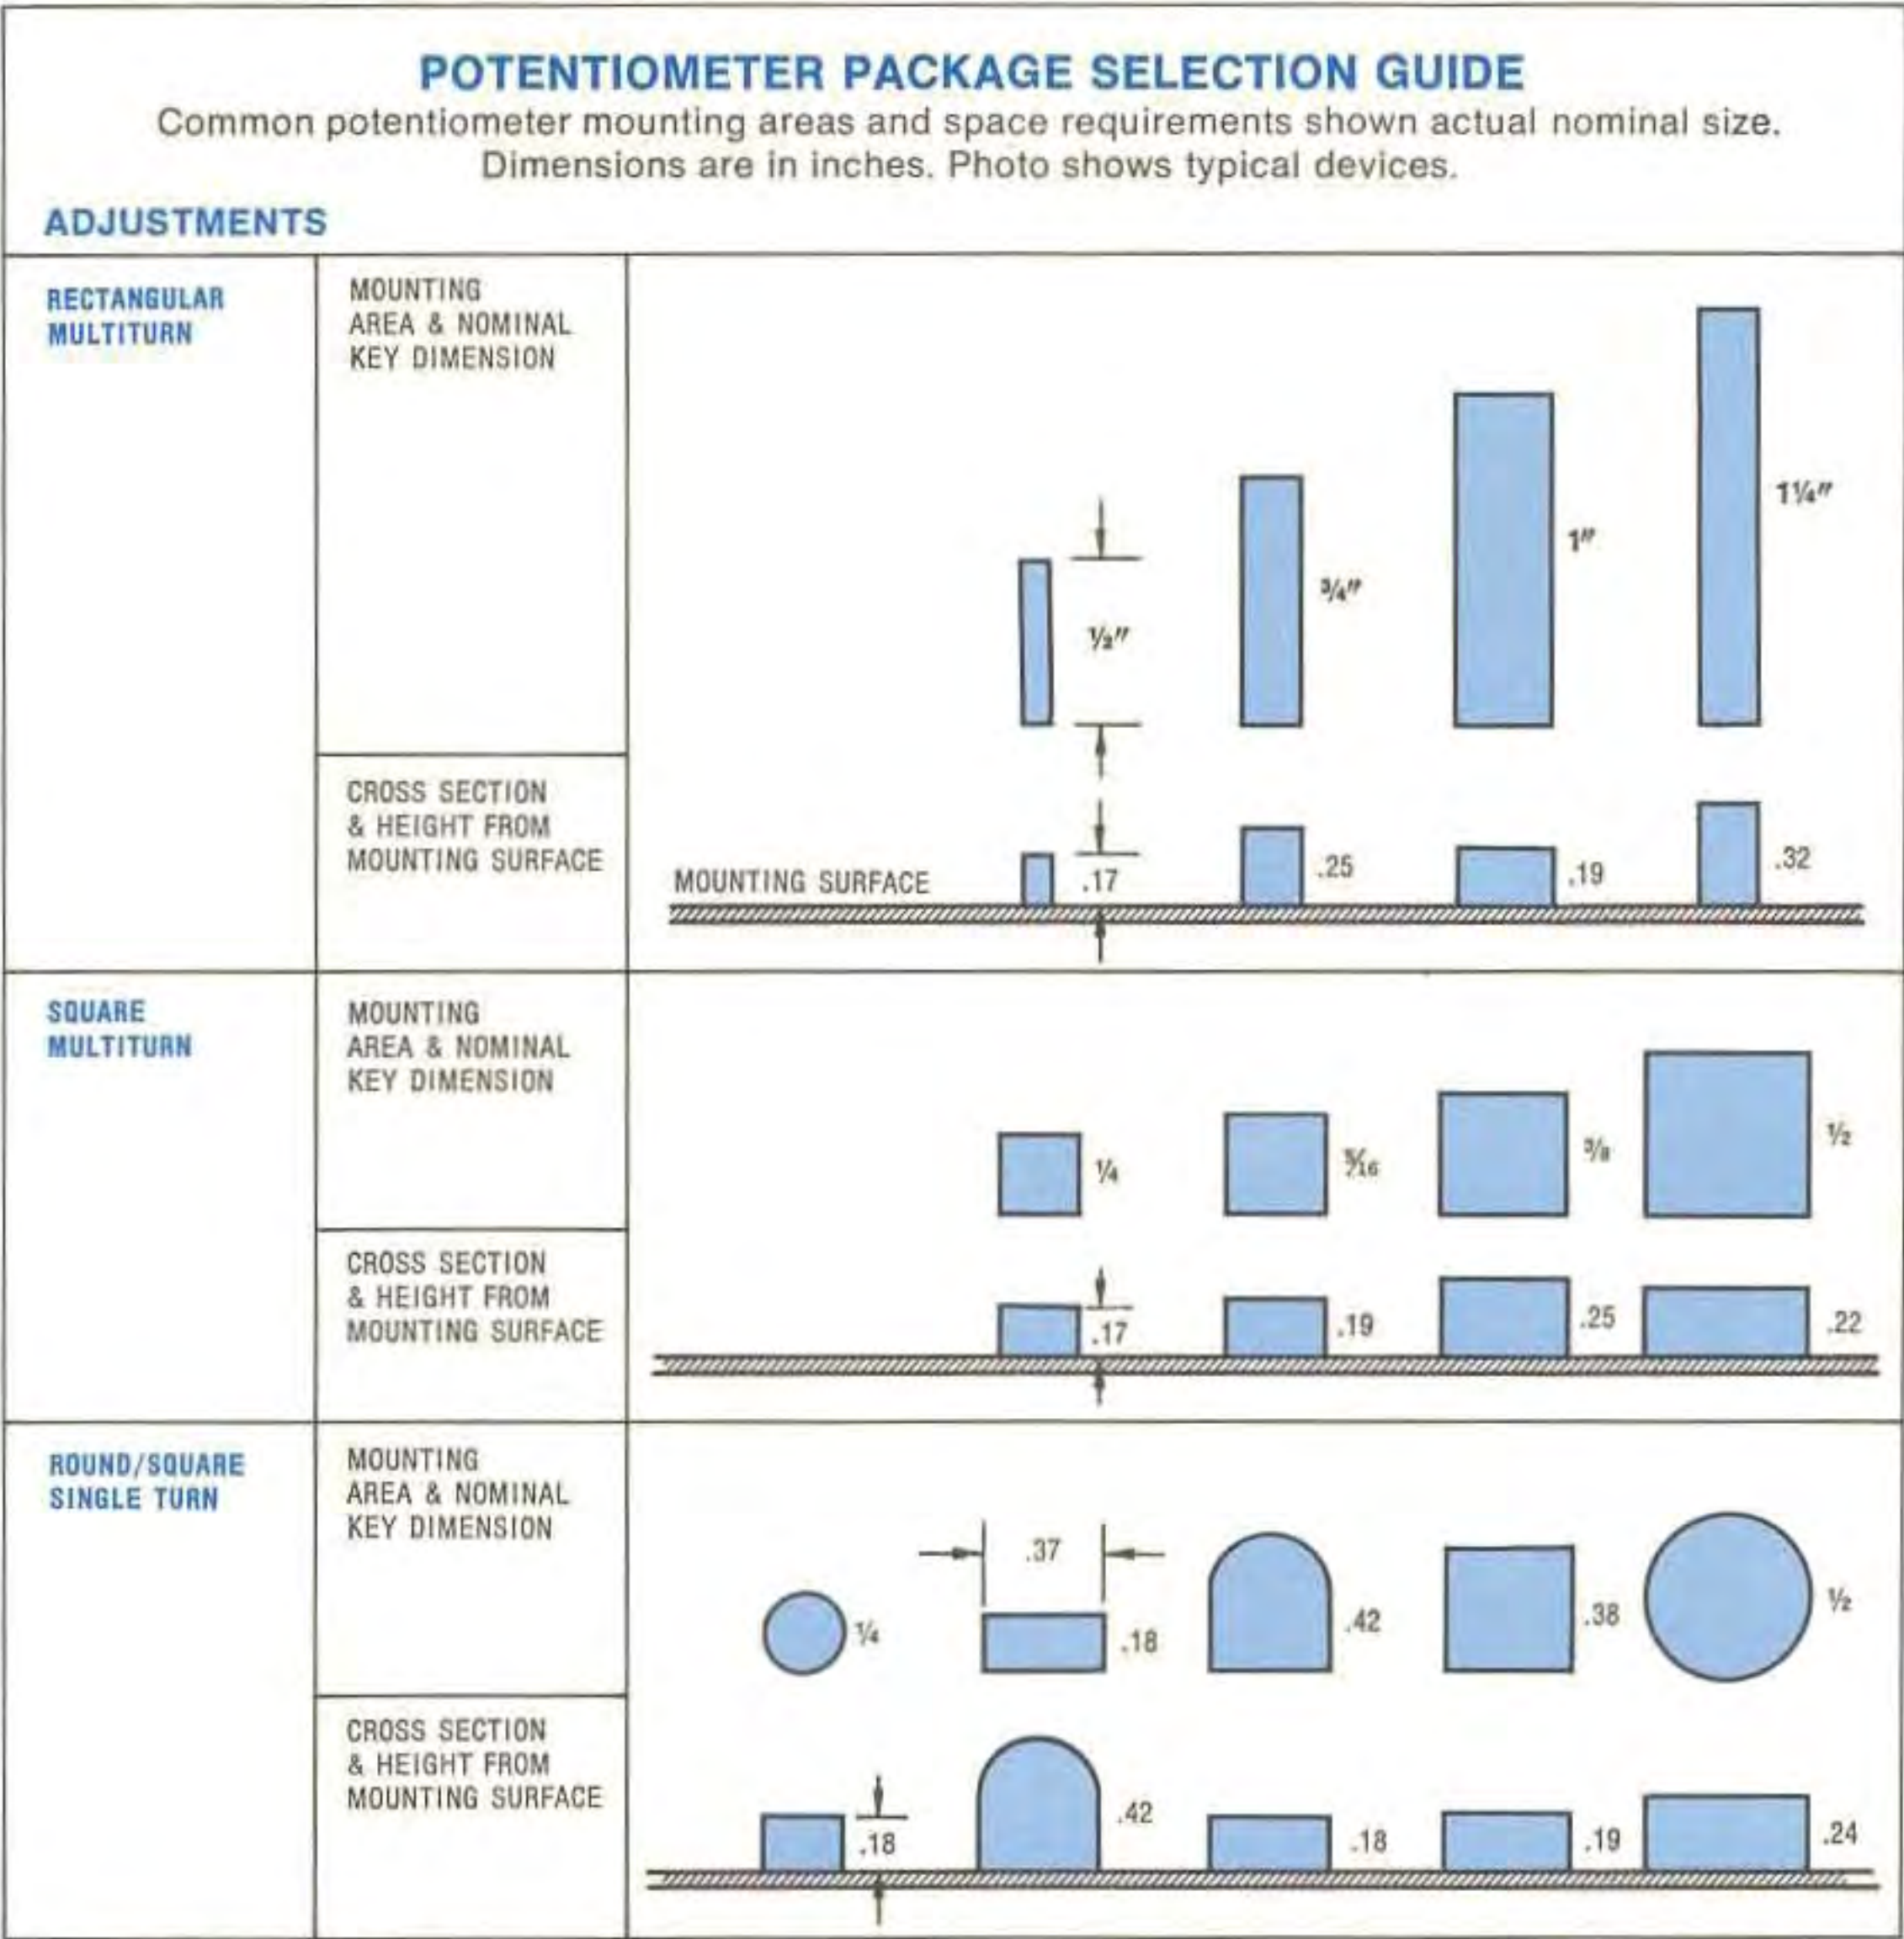 POTENTIOMETER PACKAGE SELECTION GUIDE
Common potentiometer mounting areas and space requirements shown actual nominal size.
Dimensions are in inches. Photo shows typical devices.
ADJUSTMENTS
RECTANGULAR
MULTITURN
MOUNTING
AREA & NOMINAL
KEY DIMENSION
½"
¾"
1"
1¼"
CROSS SECTION
& HEIGHT FROM
MOUNTING SURFACE
MOUNTING SURFACE
.17
.25
.19
.32
SQUARE
MULTITURN
MOUNTING
AREA & NOMINAL
KEY DIMENSION
¼
5⁄16
⅜
½
CROSS SECTION
& HEIGHT FROM
MOUNTING SURFACE
.17
.19
.25
.22
ROUND/SQUARE
SINGLE TURN
MOUNTING
AREA & NOMINAL
KEY DIMENSION
¼
.37
.18
.42
.38
½
CROSS SECTION
& HEIGHT FROM
MOUNTING SURFACE
.18
.42
.18
.19
.24